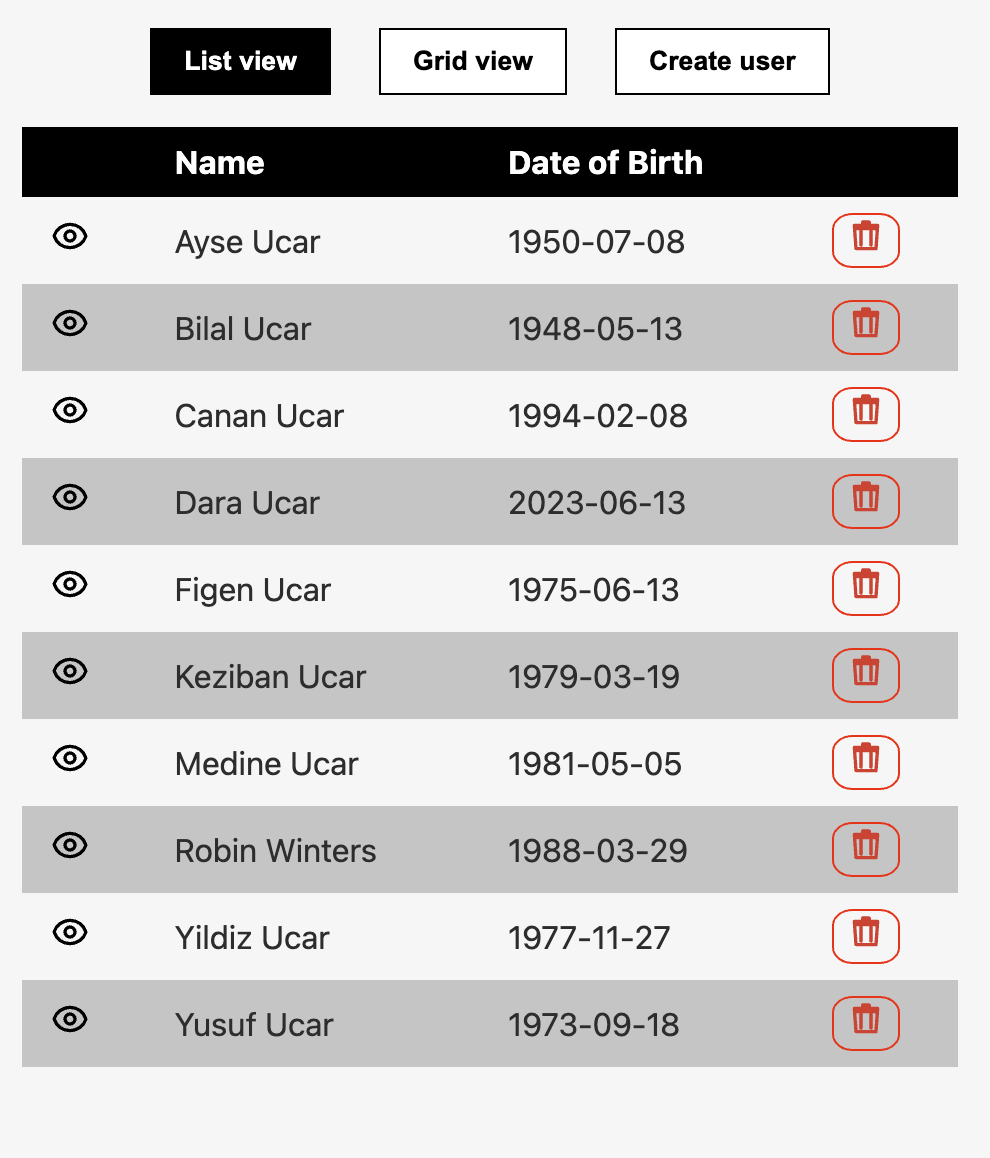 List view Grid view Create user
Name Date of Birth
Ayse Ucar 1950-07-08
Bilal Ucar 1948-05-13
Canan Ucar 1994-02-08
Dara Ucar 2023-06-13
Figen Ucar 1975-06-13
Keziban Ucar 1979-03-19
Medine Ucar 1981-05-05
Robin Winters 1988-03-29
Yildiz Ucar 1977-11-27
Yusuf Ucar 1973-09-18